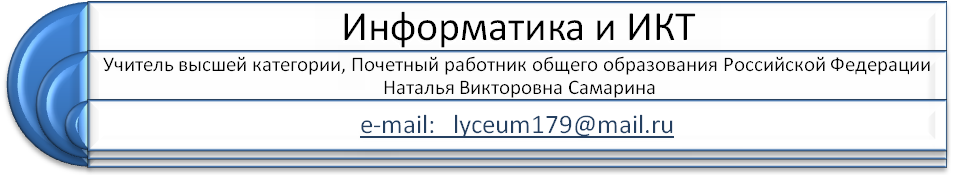 Информатика и ИКТ
Учитель высшей категории, Почетный работник общего образования Российской Федерации
Наталья Викторовна Самарина
e-mail: lyceum179@mail.ru